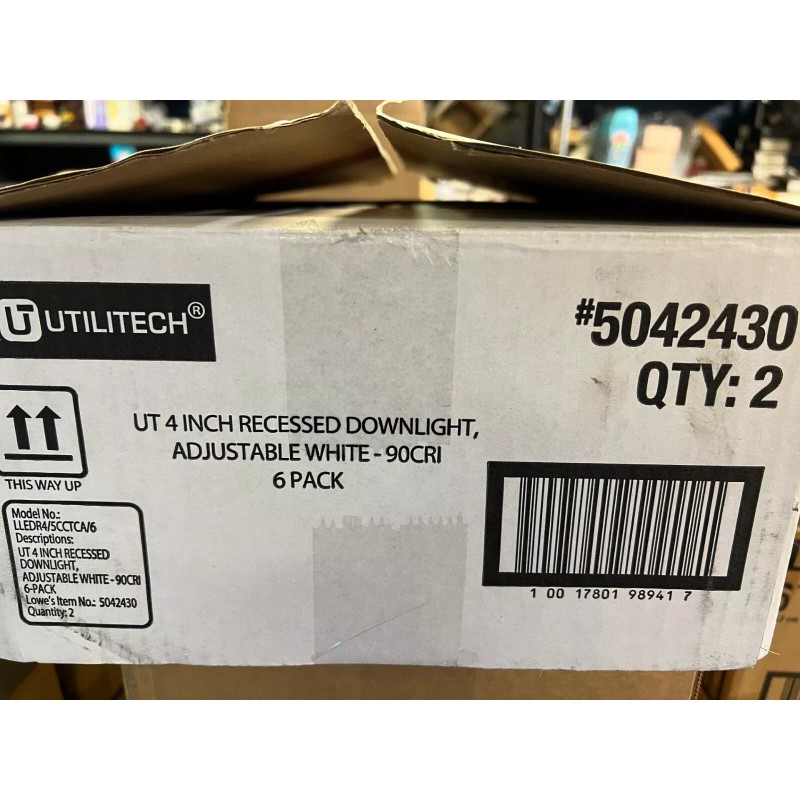 UT UTILITECH®
#5042430
QTY: 2
UT 4 INCH RECESSED DOWNLIGHT,
ADJUSTABLE WHITE - 90CRI
6 PACK
THIS WAY UP
Model No.:
LLEDR4/5CCTCA/6
Descriptions:
UT 4 INCH RECESSED
DOWNLIGHT,
ADJUSTABLE WHITE - 90CRI
6-PACK
Lowe's Item No.: 5042430
Quantity: 2
1 00 17801 98941 7